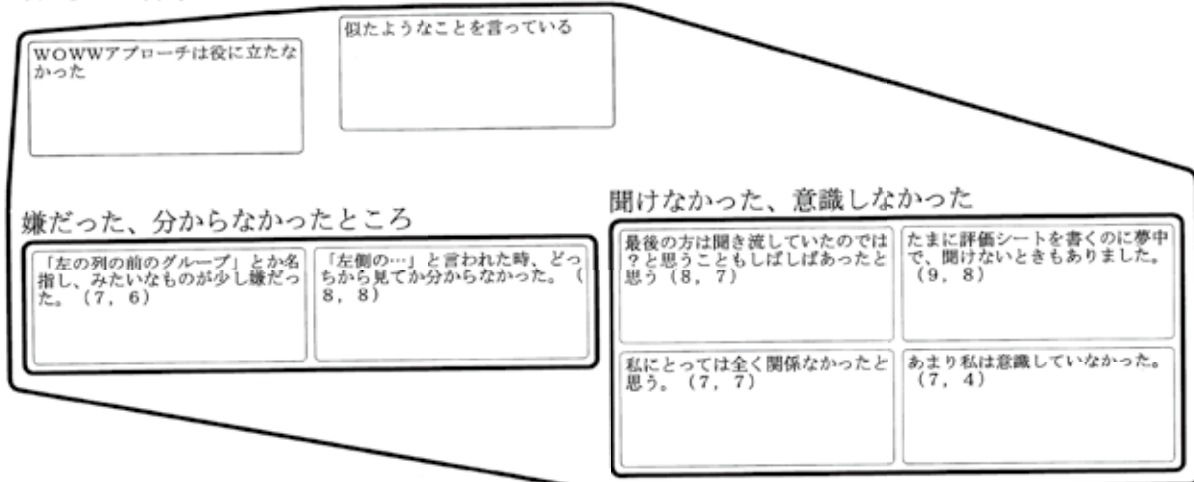 WOWWアプローチは役に立たな
かった
似たようなことを言っている
嫌だった、分からなかったところ
「左の列の前のグループ」とか名
指し、みたいなものが少し嫌だっ
た。(7, 6)
「左側の…」と言われた時、どっ
ちから見てか分からなかった。(
8, 8)
聞けなかった、意識しなかった
最後の方は聞き流していたのでは
?と思うこともしばしばあったと
思う(8, 7)
たまに評価シートを書くのに夢中
で、聞けないときもありました。
(9, 8)
私にとっては全く関係なかったと
思う。(7, 7)
あまり私は意識していなかった。
(7, 4)